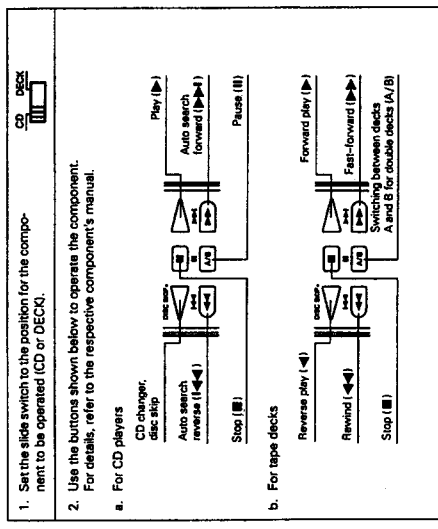 1. Set the slide switch to the position for the compo-
nent to be operated (CD or DECK).
CD DECK
2. Use the buttons shown below to operate the component.
For details, refer to the respective component's manual.
a. For CD players
CD changer,
disc skip
Auto search
reverse (I◀◀)
Stop (■)
DISC SKIP+
A/B
Play (▶)
Auto search
forward (▶▶I)
Pause (II)
b. For tape decks
Reverse play (◀)
Rewind (◀◀)
Stop (■)
DISC SKIP+
A/B
Forward play (▶)
Fast-forward (▶▶)
Switching between decks
A and B for double decks (A/B)